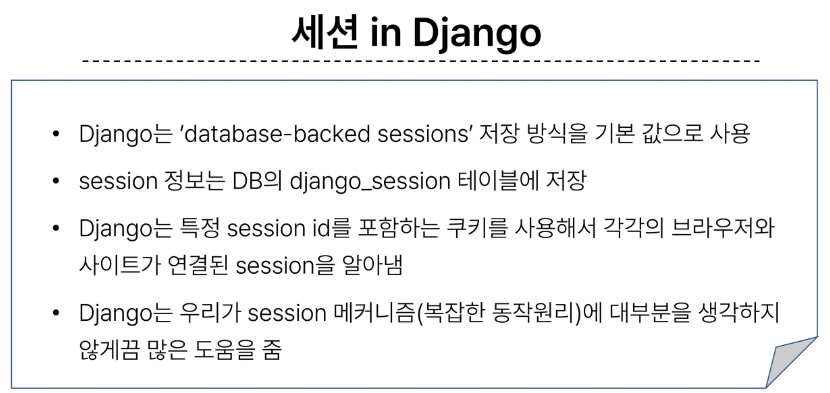 세션 in Django
• Django는 ‘database-backed sessions’ 저장 방식을 기본 값으로 사용
• session 정보는 DB의 django_session 테이블에 저장
• Django는 특정 session id를 포함하는 쿠키를 사용해서 각각의 브라우저와
사이트가 연결된 session을 알아냄
• Django는 우리가 session 메커니즘(복잡한 동작원리)에 대부분을 생각하지
않게끔 많은 도움을 줌